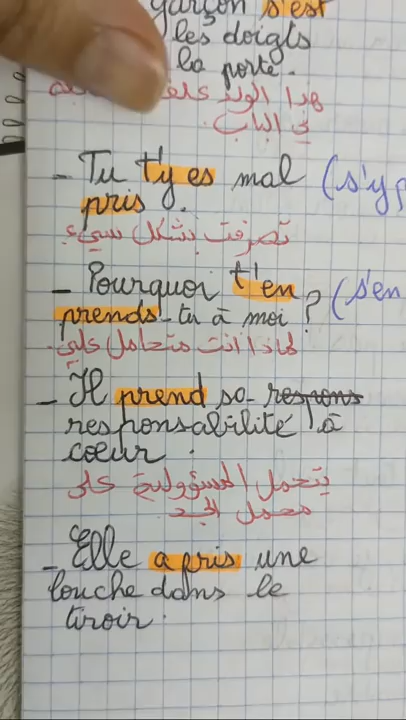 garçon s'est
les doigts
la porte.
هذا الولد علق
في الباب.
- Tu t'y es mal (s'y p
pris.
تصرفت بشكل سيء
- Pourquoi t'en (s'en
prends-tu à moi ?
لماذا انت متحامل علي.
- Il prend sa
responsabilité à
cœur.
يتحمل المسؤولية على
محمل الجد.
- Elle a pris une
louche dans le
tiroir.